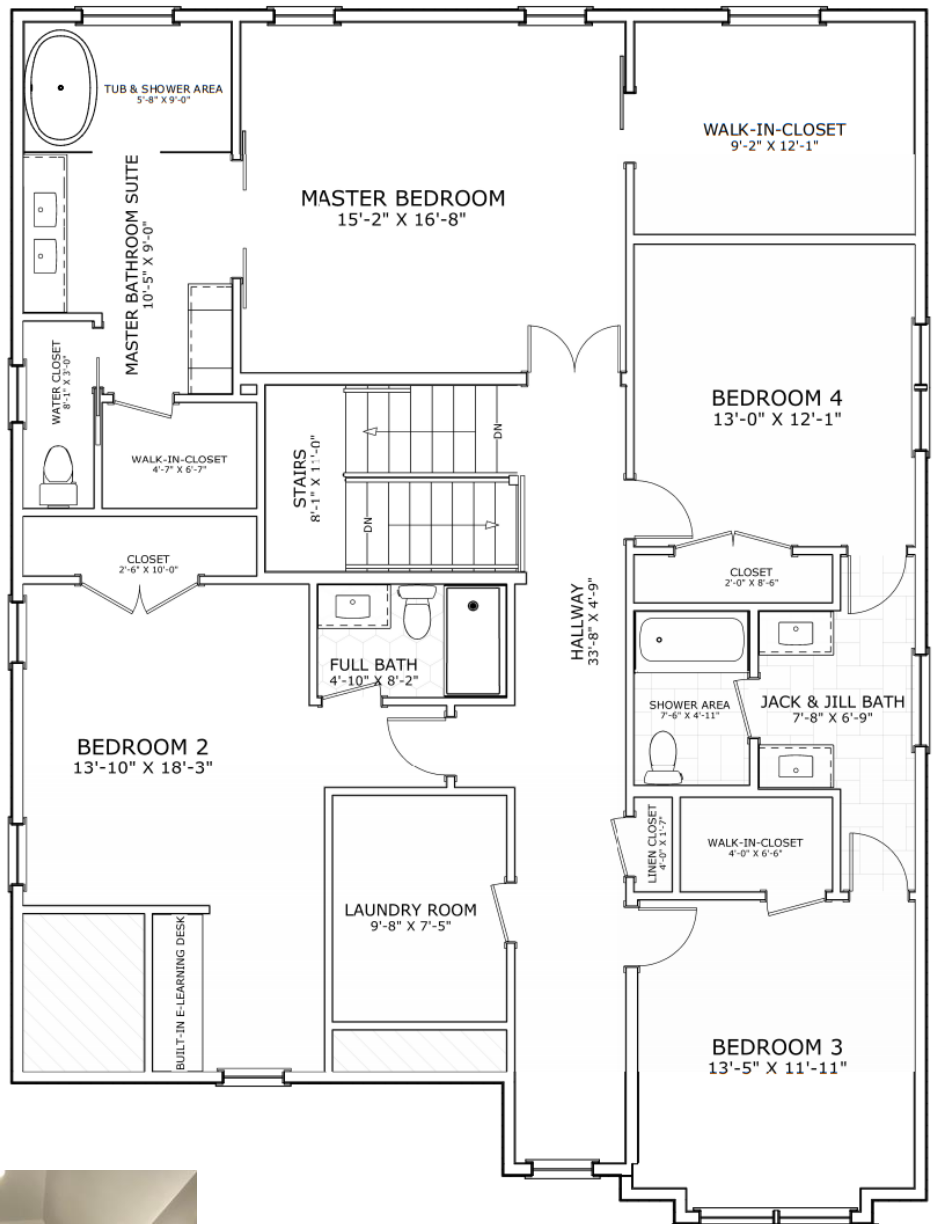 TUB & SHOWER AREA
5'-8" X 9'-0"
WALK-IN-CLOSET
9'-2" X 12'-1"
MASTER BEDROOM
15'-2" X 16'-8"
MASTER BATHROOM SUITE
10'-5" X 9'-0"
WATER CLOSET
8'-1" X 3'-0"
WALK-IN-CLOSET
4'-7" X 6'-7"
STAIRS
8'-1" X 11'-0"
DN
DN
BEDROOM 4
13'-0" X 12'-1"
CLOSET
2'-6" X 10'-0"
CLOSET
2'-0" X 8'-6"
HALLWAY
33'-8" X 4'-9"
FULL BATH
4'-10" X 8'-2"
SHOWER AREA
7'-6" X 4'-11"
JACK & JILL BATH
7'-8" X 6'-9"
BEDROOM 2
13'-10" X 18'-3"
LINEN CLOSET
4'-0" X 1'-7"
WALK-IN-CLOSET
4'-0" X 6'-6"
LAUNDRY ROOM
9'-8" X 7'-5"
BUILT-IN E-LEARNING DESK
BEDROOM 3
13'-5" X 11'-11"